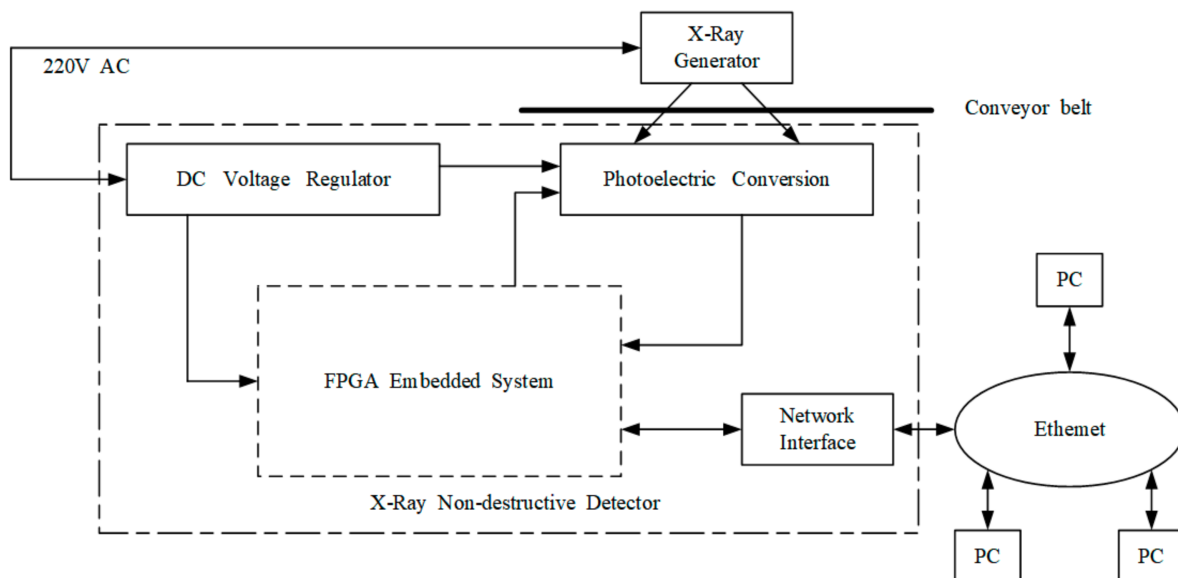 X-Ray
Generator
220V AC
Conveyor belt
DC Voltage Regulator
Photoelectric Conversion
PC
FPGA Embedded System
Network
Interface
Ethemet
X-Ray Non-destructive Detector
PC
PC